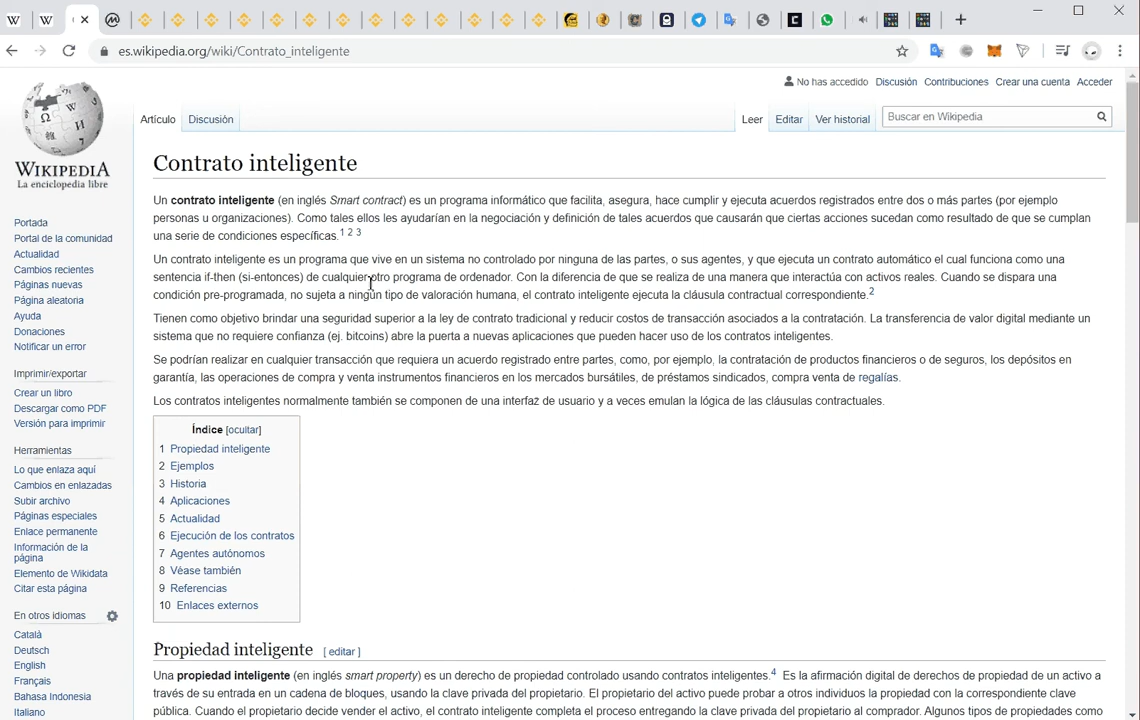 es.wikipedia.org/wiki/Contrato_inteligente
No has accedido Discusión Contribuciones Crear una cuenta Acceder
Artículo Discusión Leer Editar Ver historial Buscar en Wikipedia
WIKIPEDIA
La enciclopedia libre
Portada
Portal de la comunidad
Actualidad
Cambios recientes
Páginas nuevas
Página aleatoria
Ayuda
Donaciones
Notificar un error
Imprimir/exportar
Crear un libro
Descargar como PDF
Versión para imprimir
Herramientas
Lo que enlaza aquí
Cambios en enlazadas
Subir archivo
Páginas especiales
Enlace permanente
Información de la
página
Elemento de Wikidata
Citar esta página
En otros idiomas
Català
Deutsch
English
Français
Bahasa Indonesia
Italiano
Contrato inteligente
Un contrato inteligente (en inglés Smart contract) es un programa informático que facilita, asegura, hace cumplir y ejecuta acuerdos registrados entre dos o más partes (por ejemplo
personas u organizaciones). Como tales ellos les ayudarían en la negociación y definición de tales acuerdos que causarán que ciertas acciones sucedan como resultado de que se cumplan
una serie de condiciones específicas.1 2 3
Un contrato inteligente es un programa que vive en un sistema no controlado por ninguna de las partes, o sus agentes, y que ejecuta un contrato automático el cual funciona como una
sentencia if-then (si-entonces) de cualquier otro programa de ordenador. Con la diferencia de que se realiza de una manera que interactúa con activos reales. Cuando se dispara una
condición pre-programada, no sujeta a ningún tipo de valoración humana, el contrato inteligente ejecuta la cláusula contractual correspondiente.2
Tienen como objetivo brindar una seguridad superior a la ley de contrato tradicional y reducir costos de transacción asociados a la contratación. La transferencia de valor digital mediante un
sistema que no requiere confianza (ej. bitcoins) abre la puerta a nuevas aplicaciones que pueden hacer uso de los contratos inteligentes.
Se podrían realizar en cualquier transacción que requiera un acuerdo registrado entre partes, como, por ejemplo, la contratación de productos financieros o de seguros, los depósitos en
garantía, las operaciones de compra y venta instrumentos financieros en los mercados bursátiles, de préstamos sindicados, compra venta de regalías.
Los contratos inteligentes normalmente también se componen de una interfaz de usuario y a veces emulan la lógica de las cláusulas contractuales.
Índice [ocultar]
1 Propiedad inteligente
2 Ejemplos
3 Historia
4 Aplicaciones
5 Actualidad
6 Ejecución de los contratos
7 Agentes autónomos
8 Véase también
9 Referencias
10 Enlaces externos
Propiedad inteligente [ editar ]
Una propiedad inteligente (en inglés smart property) es un derecho de propiedad controlado usando contratos inteligentes.4 Es la afirmación digital de derechos de propiedad de un activo a
través de su entrada en un cadena de bloques, usando la clave privada del propietario. El propietario del activo puede probar a otros individuos la propiedad con la correspondiente clave
pública. Cuando el propietario decide vender el activo, el contrato inteligente completa el proceso entregando la clave privada del propietario al comprador. Algunos tipos de propiedades como